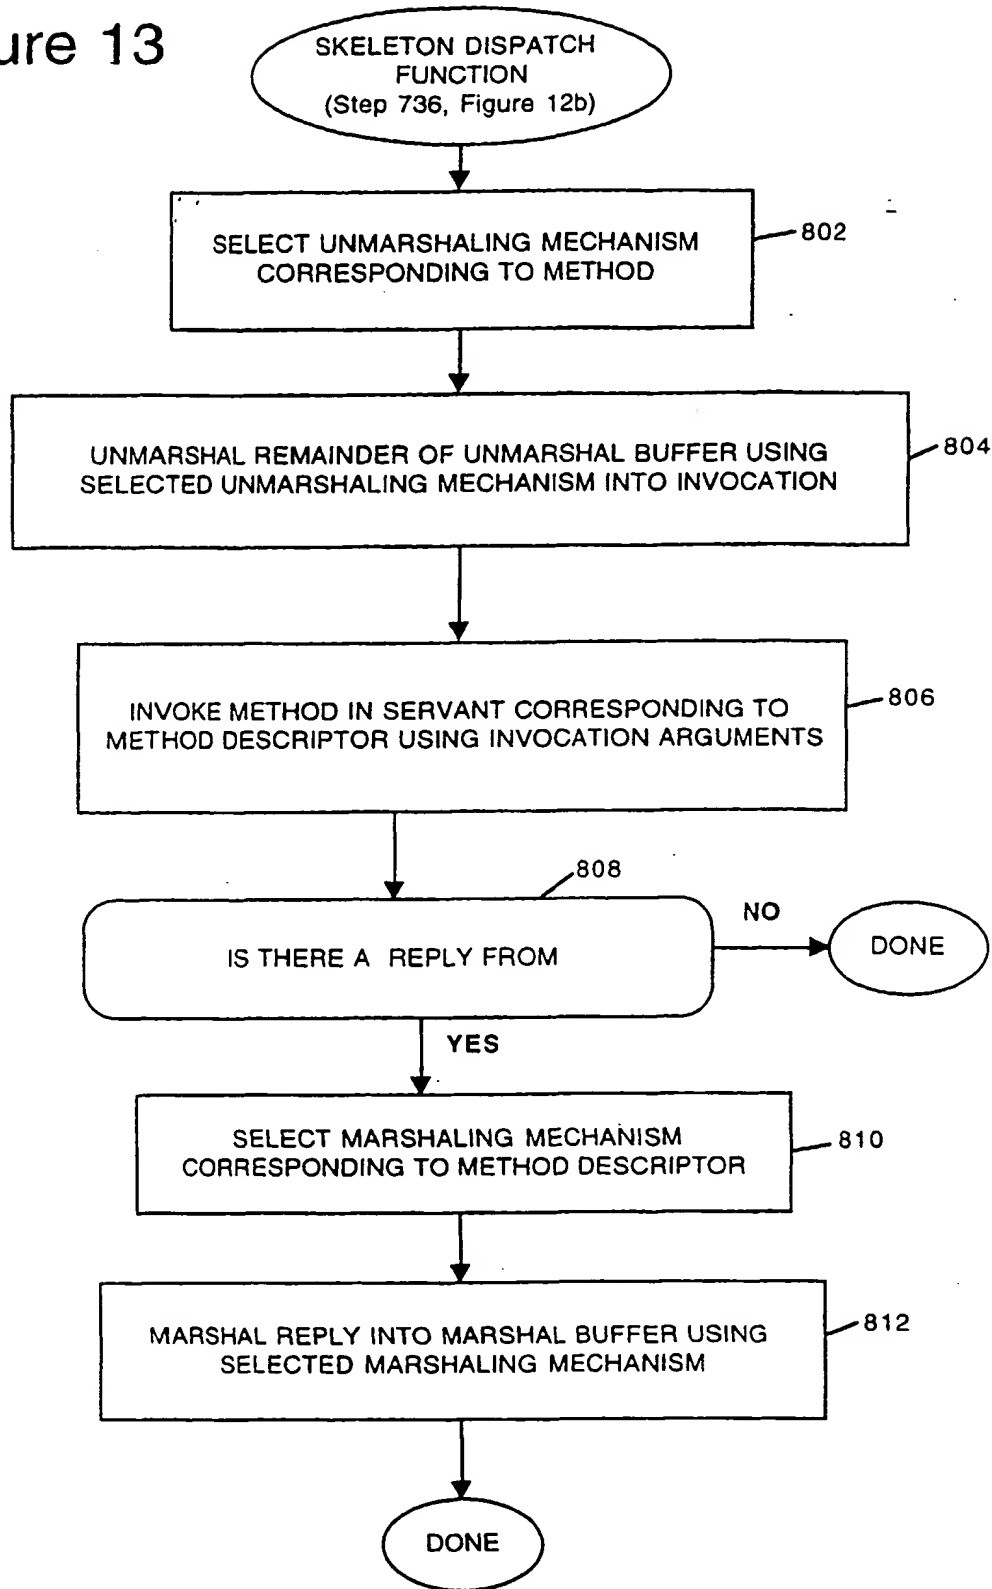 ure 13
SKELETON DISPATCH
FUNCTION
(Step 736, Figure 12b)
802
SELECT UNMARSHALING MECHANISM
CORRESPONDING TO METHOD
804
UNMARSHAL REMAINDER OF UNMARSHAL BUFFER USING
SELECTED UNMARSHALING MECHANISM INTO INVOCATION
806
INVOKE METHOD IN SERVANT CORRESPONDING TO
METHOD DESCRIPTOR USING INVOCATION ARGUMENTS
808
IS THERE A REPLY FROM
NO
DONE
YES
810
SELECT MARSHALING MECHANISM
CORRESPONDING TO METHOD DESCRIPTOR
812
MARSHAL REPLY INTO MARSHAL BUFFER USING
SELECTED MARSHALING MECHANISM
DONE